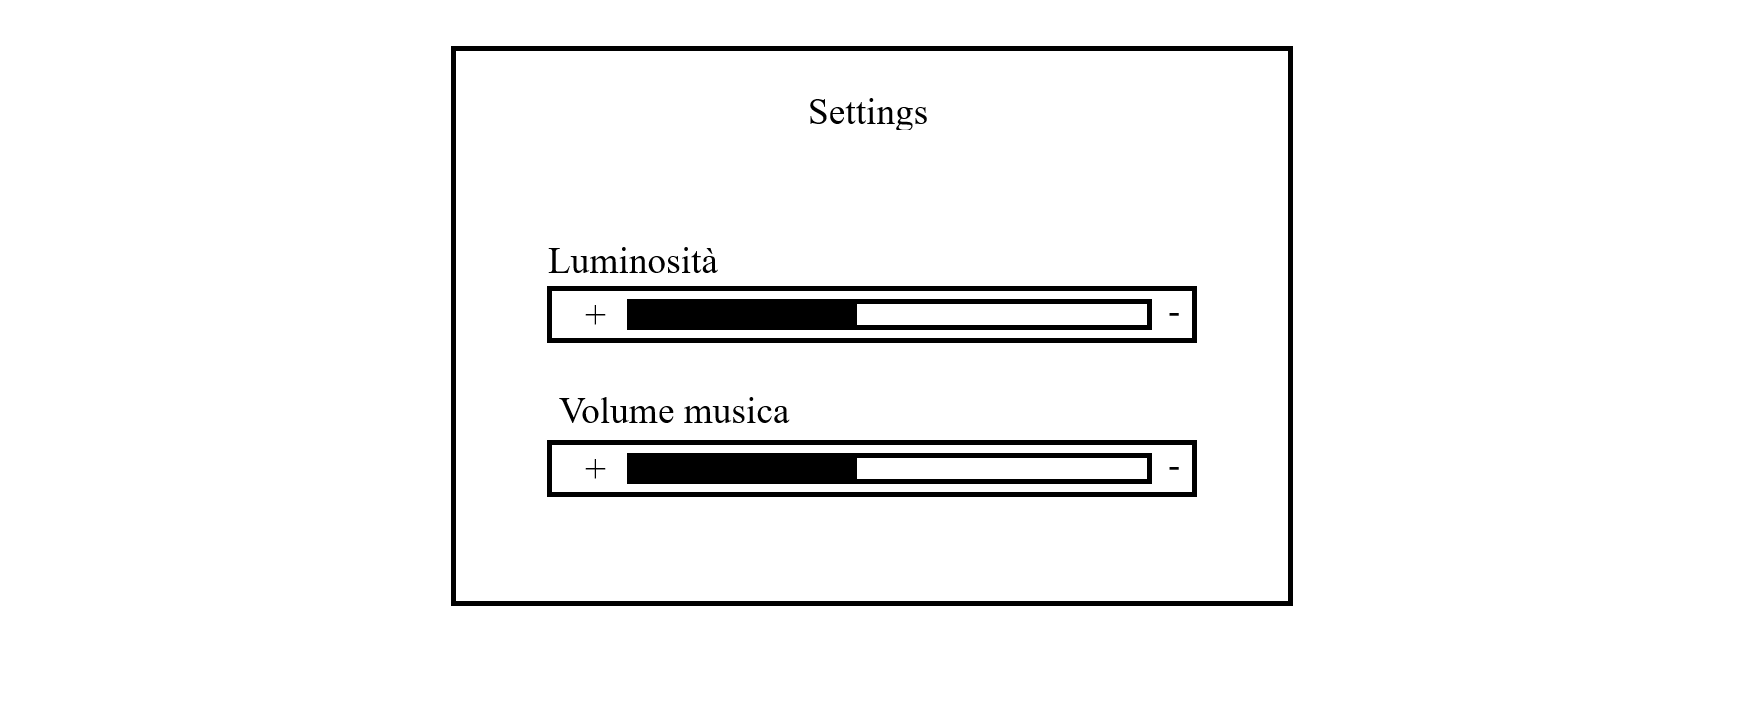 Settings
Luminosità
+ -
Volume musica
+ -